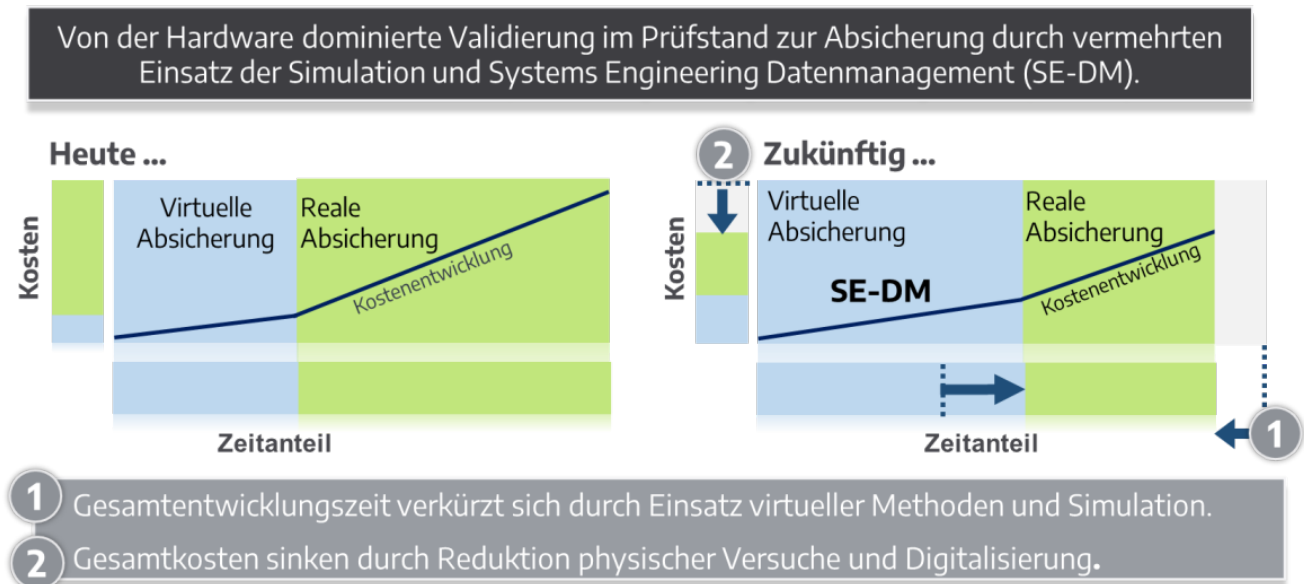 Von der Hardware dominierte Validierung im Prüfstand zur Absicherung durch vermehrten
Einsatz der Simulation und Systems Engineering Datenmanagement (SE-DM).
Heute ...
Kosten
Virtuelle
Absicherung
Reale
Absicherung
Kostenentwicklung
Zeitanteil
2
Zukünftig ...
Kosten
Virtuelle
Absicherung
SE-DM
Reale
Absicherung
Kostenentwicklung
Zeitanteil
1
1 Gesamtentwicklungszeit verkürzt sich durch Einsatz virtueller Methoden und Simulation.
2 Gesamtkosten sinken durch Reduktion physischer Versuche und Digitalisierung.